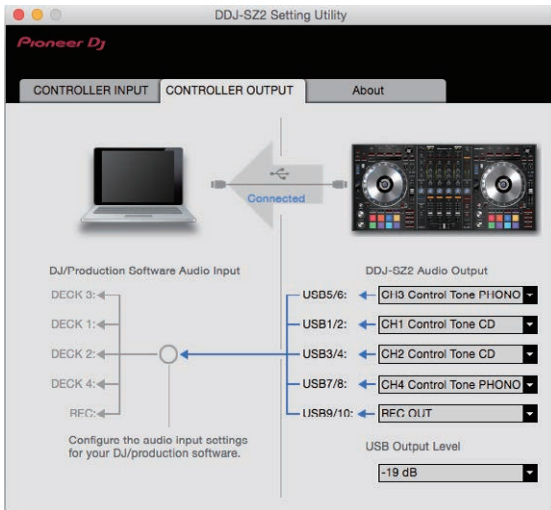 DDJ-SZ2 Setting Utility
Pioneer Dj
CONTROLLER INPUT
CONTROLLER OUTPUT
About
Connected
DJ/Production Software Audio Input
DDJ-SZ2 Audio Output
DECK 3:
USB5/6:
CH3 Control Tone PHONO
DECK 1:
USB1/2:
CH1 Control Tone CD
DECK 2:
USB3/4:
CH2 Control Tone CD
DECK 4:
USB7/8:
CH4 Control Tone PHONO
REC:
USB9/10:
REC OUT
Configure the audio input settings
for your DJ/production software.
USB Output Level
-19 dB